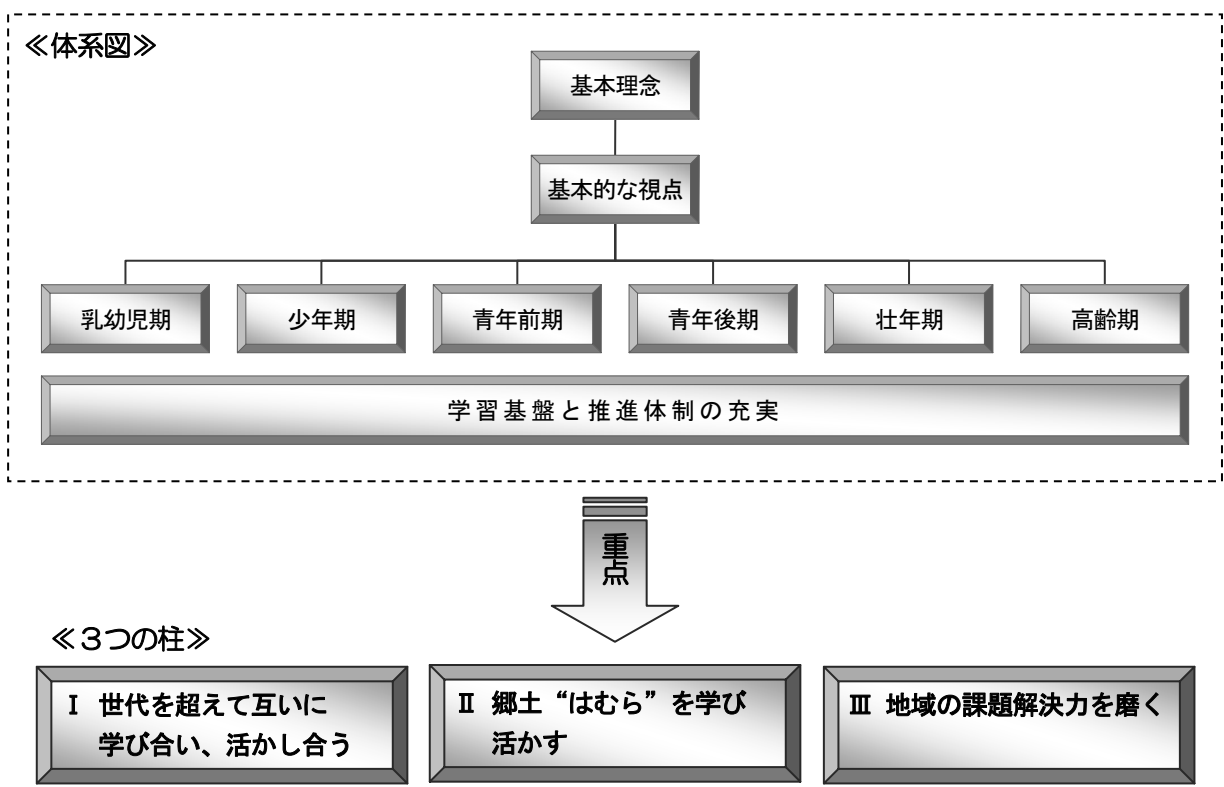 ≪体系図≫
基本理念
基本的な視点
乳幼児期
少年期
青年前期
青年後期
壮年期
高齢期
学習基盤と推進体制の充実
重点
≪３つの柱≫
Ⅰ 世代を超えて互いに
学び合い、活かし合う
Ⅱ 郷土“はむら”を学び
活かす
Ⅲ 地域の課題解決力を磨く